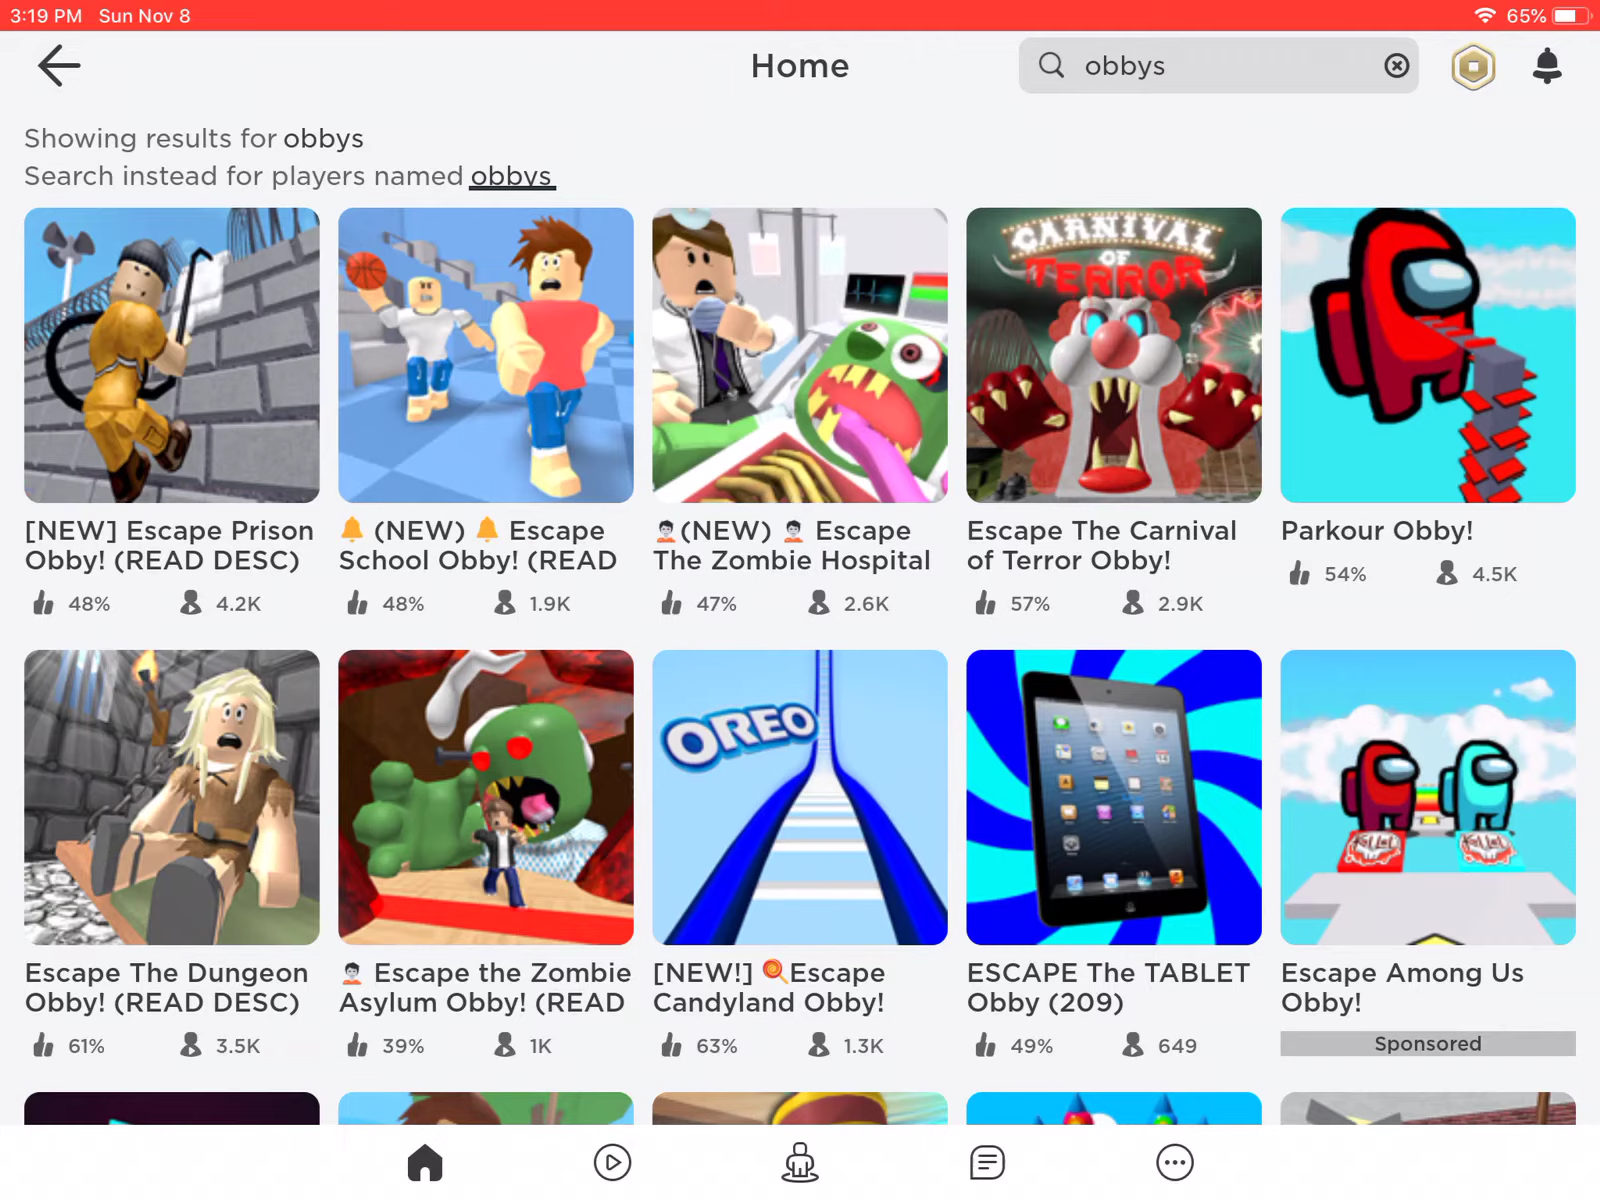 3:19 PM Sun Nov 8
65%
Home
obbys
Showing results for obbys
Search instead for players named obbys
CARNIVAL
OF
TERROR
[NEW] Escape Prison
Obby! (READ DESC)
48% 4.2K
(NEW) Escape
School Obby! (READ
48% 1.9K
(NEW) Escape
The Zombie Hospital
47% 2.6K
Escape The Carnival
of Terror Obby!
57% 2.9K
Parkour Obby!
54% 4.5K
OREO
Escape The Dungeon
Obby! (READ DESC)
61% 3.5K
Escape the Zombie
Asylum Obby! (READ
39% 1K
[NEW!] Escape
Candyland Obby!
63% 1.3K
ESCAPE The TABLET
Obby (209)
49% 649
Escape Among Us
Obby!
Sponsored